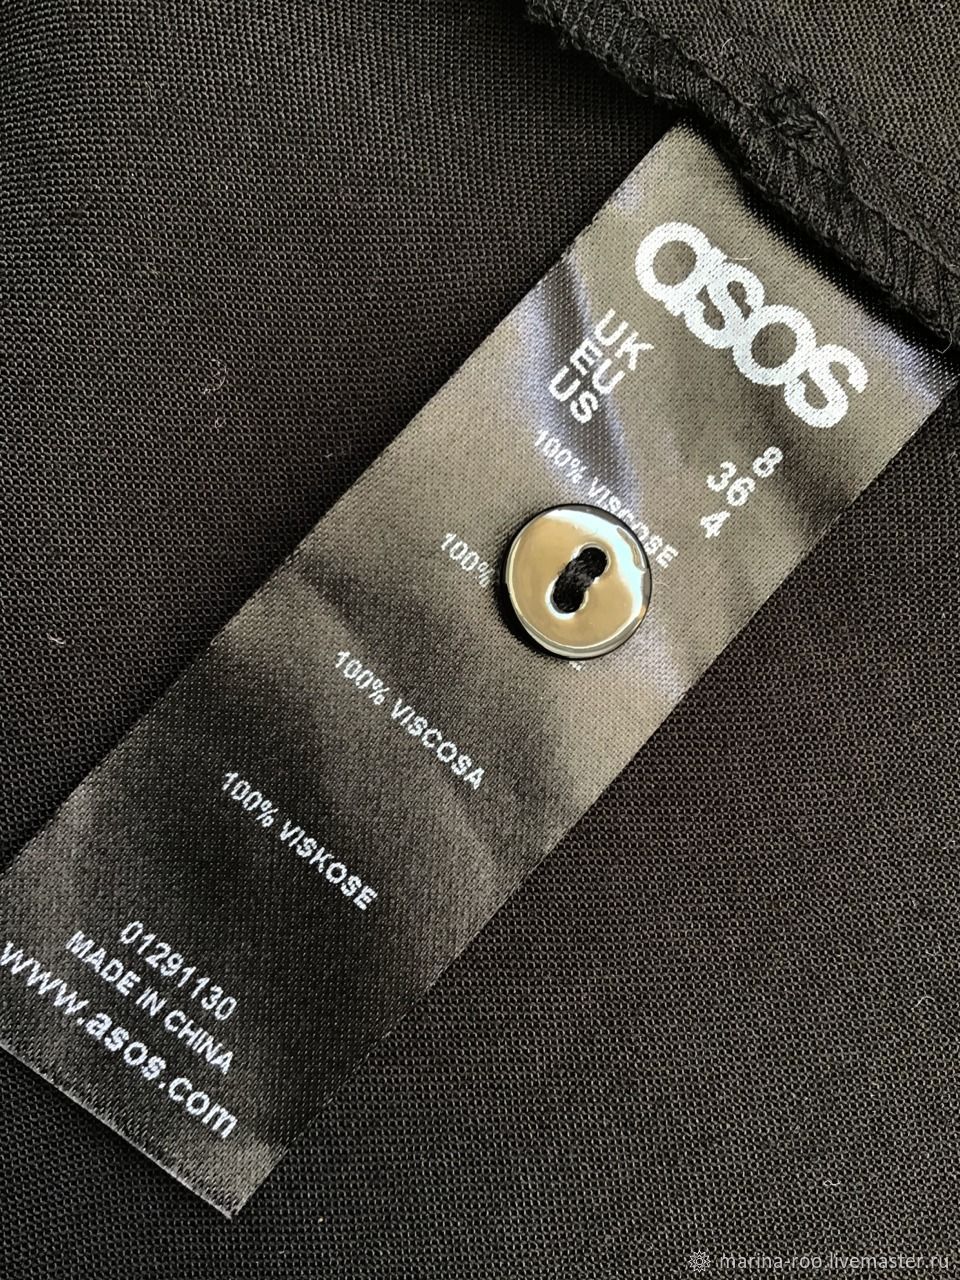 asos
UK 8
EU 36
US 4
100% VISCOSE
100%
100% VISCOSA
100% VISKOSE
01291130
MADE IN CHINA
www.asos.com
marina-roo.livemaster.ru